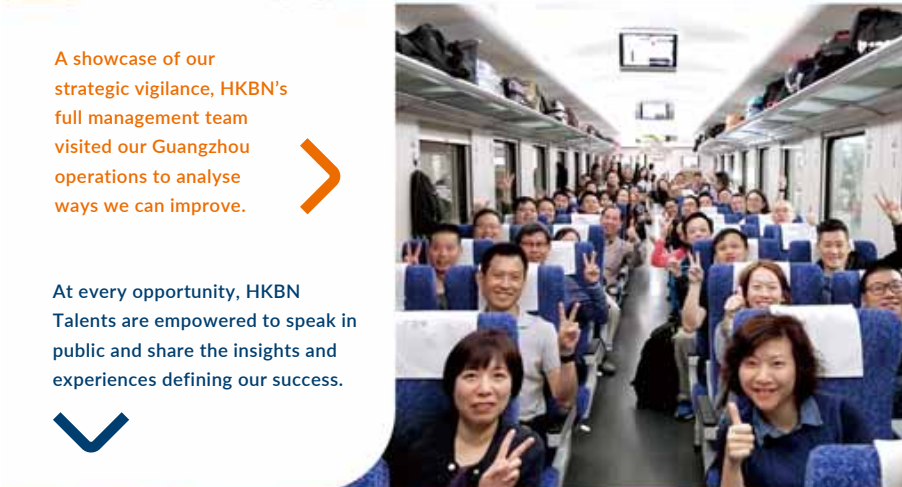 A showcase of our
strategic vigilance, HKBN's
full management team
visited our Guangzhou
operations to analyse
ways we can improve.
At every opportunity, HKBN
Talents are empowered to speak in
public and share the insights and
experiences defining our success.